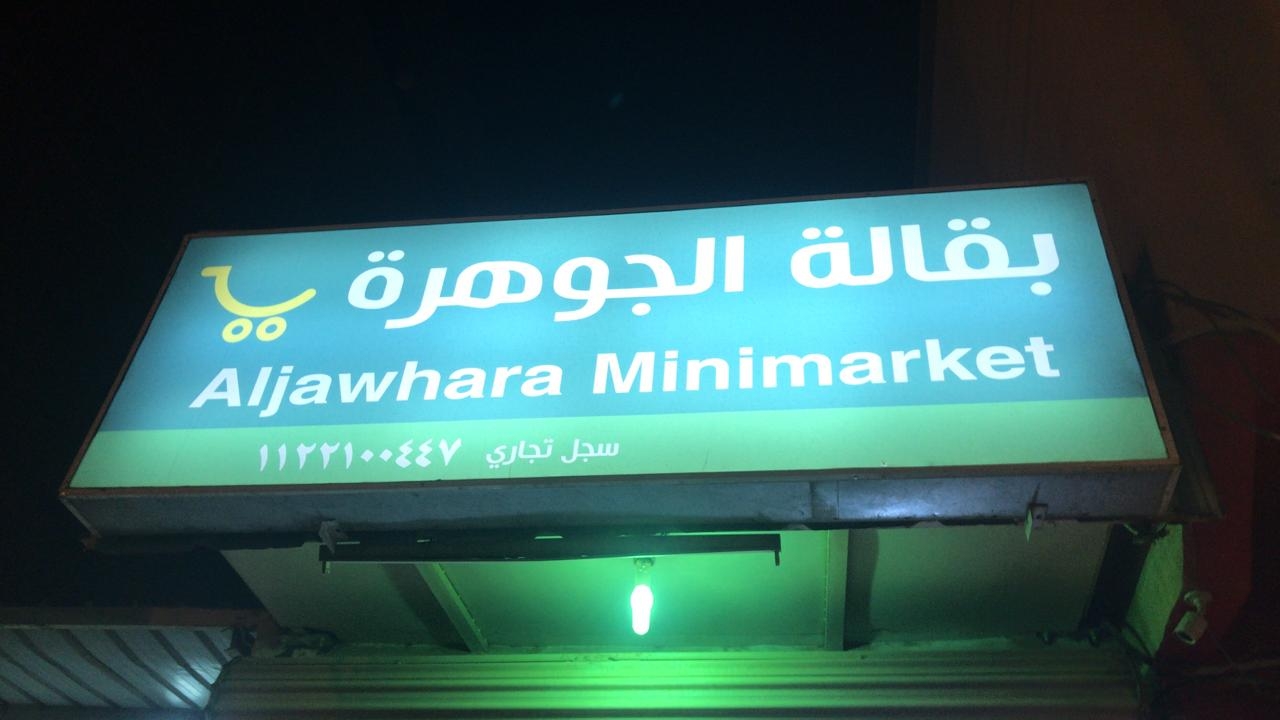 بقالة الجوهرة
Aljawhara Minimarket
سجل تجاري ١١٢٢١٠٠٤٤٧